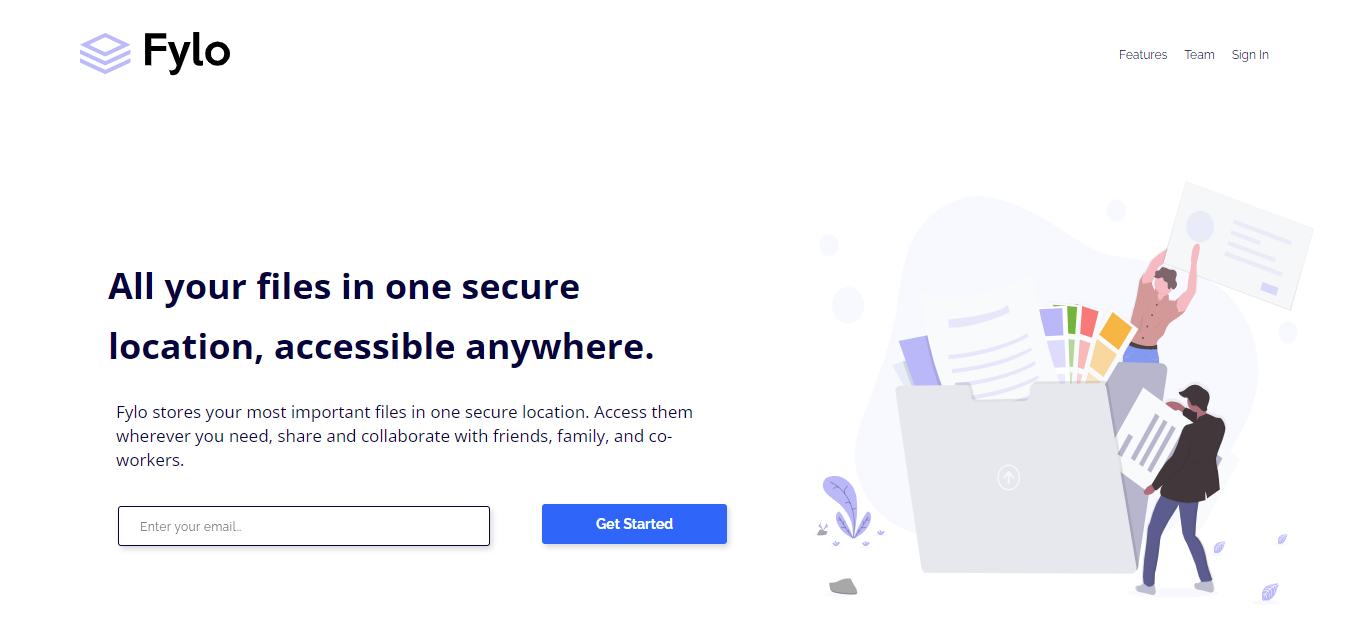 Fylo
Features Team Sign In
All your files in one secure
location, accessible anywhere.
Fylo stores your most important files in one secure location. Access them
wherever you need, share and collaborate with friends, family, and co-
workers.
Enter your email...
Get Started